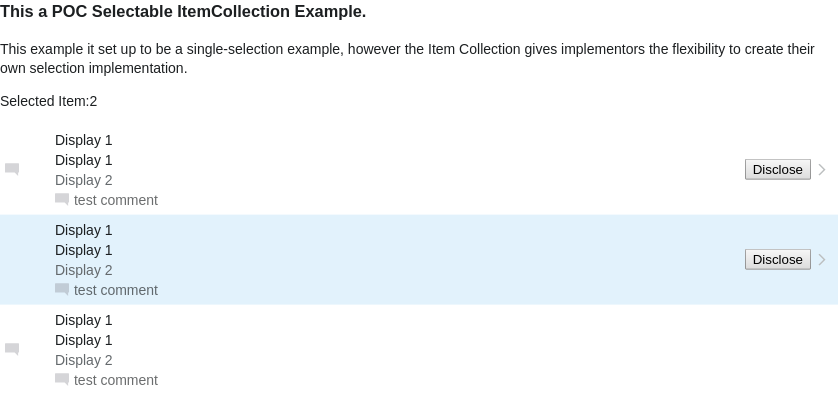 This a POC Selectable ItemCollection Example.
This example it set up to be a single-selection example, however the Item Collection gives implementors the flexibility to create their
own selection implementation.
Selected Item:2
Display 1
Display 1
Display 2
test comment
Disclose
Display 1
Display 1
Display 2
test comment
Disclose
Display 1
Display 1
Display 2
test comment